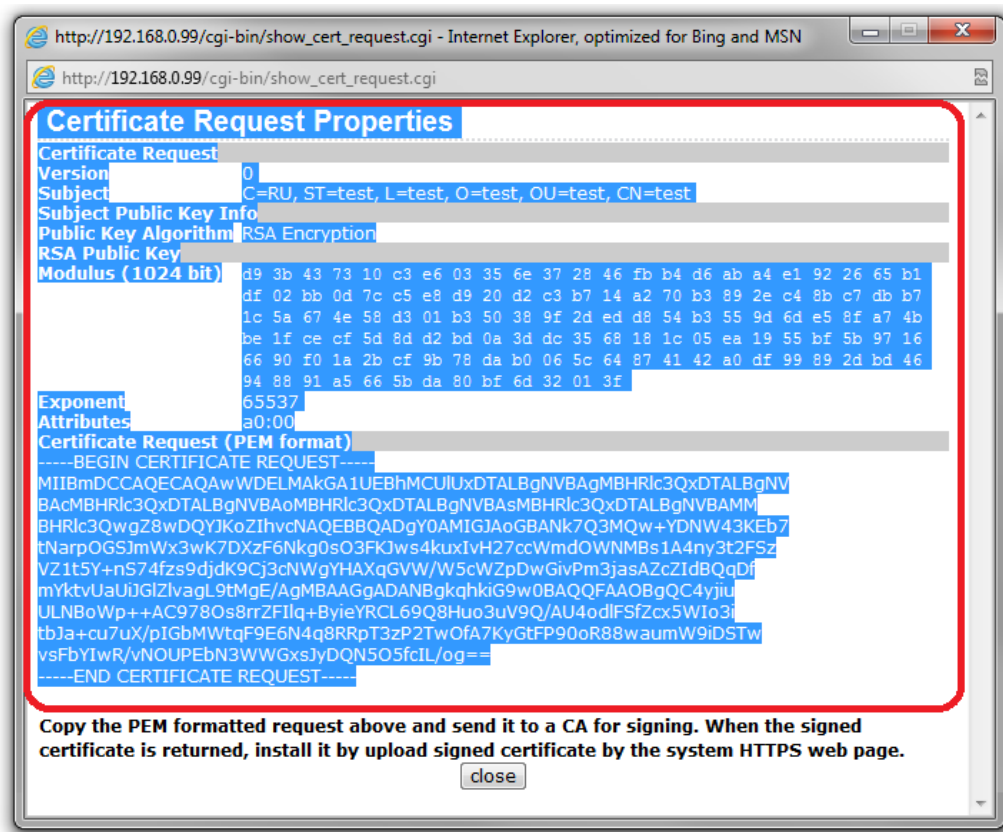 http://192.168.0.99/cgi-bin/show_cert_request.cgi - Internet Explorer, optimized for Bing and MSN
http://192.168.0.99/cgi-bin/show_cert_request.cgi
Certificate Request Properties
Certificate Request
Version 0
Subject C=RU, ST=test, L=test, O=test, OU=test, CN=test
Subject Public Key Info
Public Key Algorithm RSA Encryption
RSA Public Key
Modulus (1024 bit) d9 3b 43 73 10 c3 e6 03 35 6e 37 28 46 fb b4 d6 ab a4 e1 92 26 65 b1
df 02 bb 0d 7c c5 e8 d9 20 d2 c3 b7 14 a2 70 b3 89 2e c4 8b c7 db b7
1c 5a 67 4e 58 d3 01 b3 50 38 9f 2d ed d8 54 b3 55 9d 6d e5 8f a7 4b
be 1f ce cf 5d 8d d2 bd 0a 3d dc 35 68 18 1c 05 ea 19 55 bf 5b 97 16
66 90 f0 1a 2b cf 9b 78 da b0 06 5c 64 87 41 42 a0 df 99 89 2d bd 46
94 88 91 a5 66 5b da 80 bf 6d 32 01 3f
Exponent 65537
Attributes a0:00
Certificate Request (PEM format)
-----BEGIN CERTIFICATE REQUEST-----
MIIBmDCCAQECAQAwWDELMAkGA1UEBhMCUlUxDTALBgNVBAgMBHRlc3QxDTALBgNV
BAcMBHRlc3QxDTALBgNVBAoMBHRlc3QxDTALBgNVBAsMBHRlc3QxDTALBgNVBAMM
BHRlc3QwgZ8wDQYJKoZIhvcNAQEBBQADgY0AMIGJAoGBANk7Q3MQw+YDNW43KEb7
tNarpOGSJmWx3wK7DXzF6Nkg0sO3FKJws4kuxIvH27ccWmdOWNMBs1A4ny3t2FSz
VZ1t5Y+nS74fzs9djdK9Cj3cNWgYHAXqGVW/W5cWZpDwGivPm3jasAZcZIdBQqDf
mYktvUaUiJGlZlvagL9tMgE/AgMBAAGgADANBgkqhkiG9w0BAQQFAAOBgQC4yjiu
ULNBoWp++AC978Os8rrZFIlq+ByieYRCL69Q8Huo3uV9Q/AU4odlFSfZcx5WIo3i
tbJa+cu7uX/pIGbMWtqF9E6N4q8RRpT3zP2TwOfA7KyGtFP90oR88waumW9iDSTw
vsFbYIwR/vNOUPEbN3WWGxsJyDQN5O5fcIL/og==
-----END CERTIFICATE REQUEST-----
Copy the PEM formatted request above and send it to a CA for signing. When the signed
certificate is returned, install it by upload signed certificate by the system HTTPS web page.
close